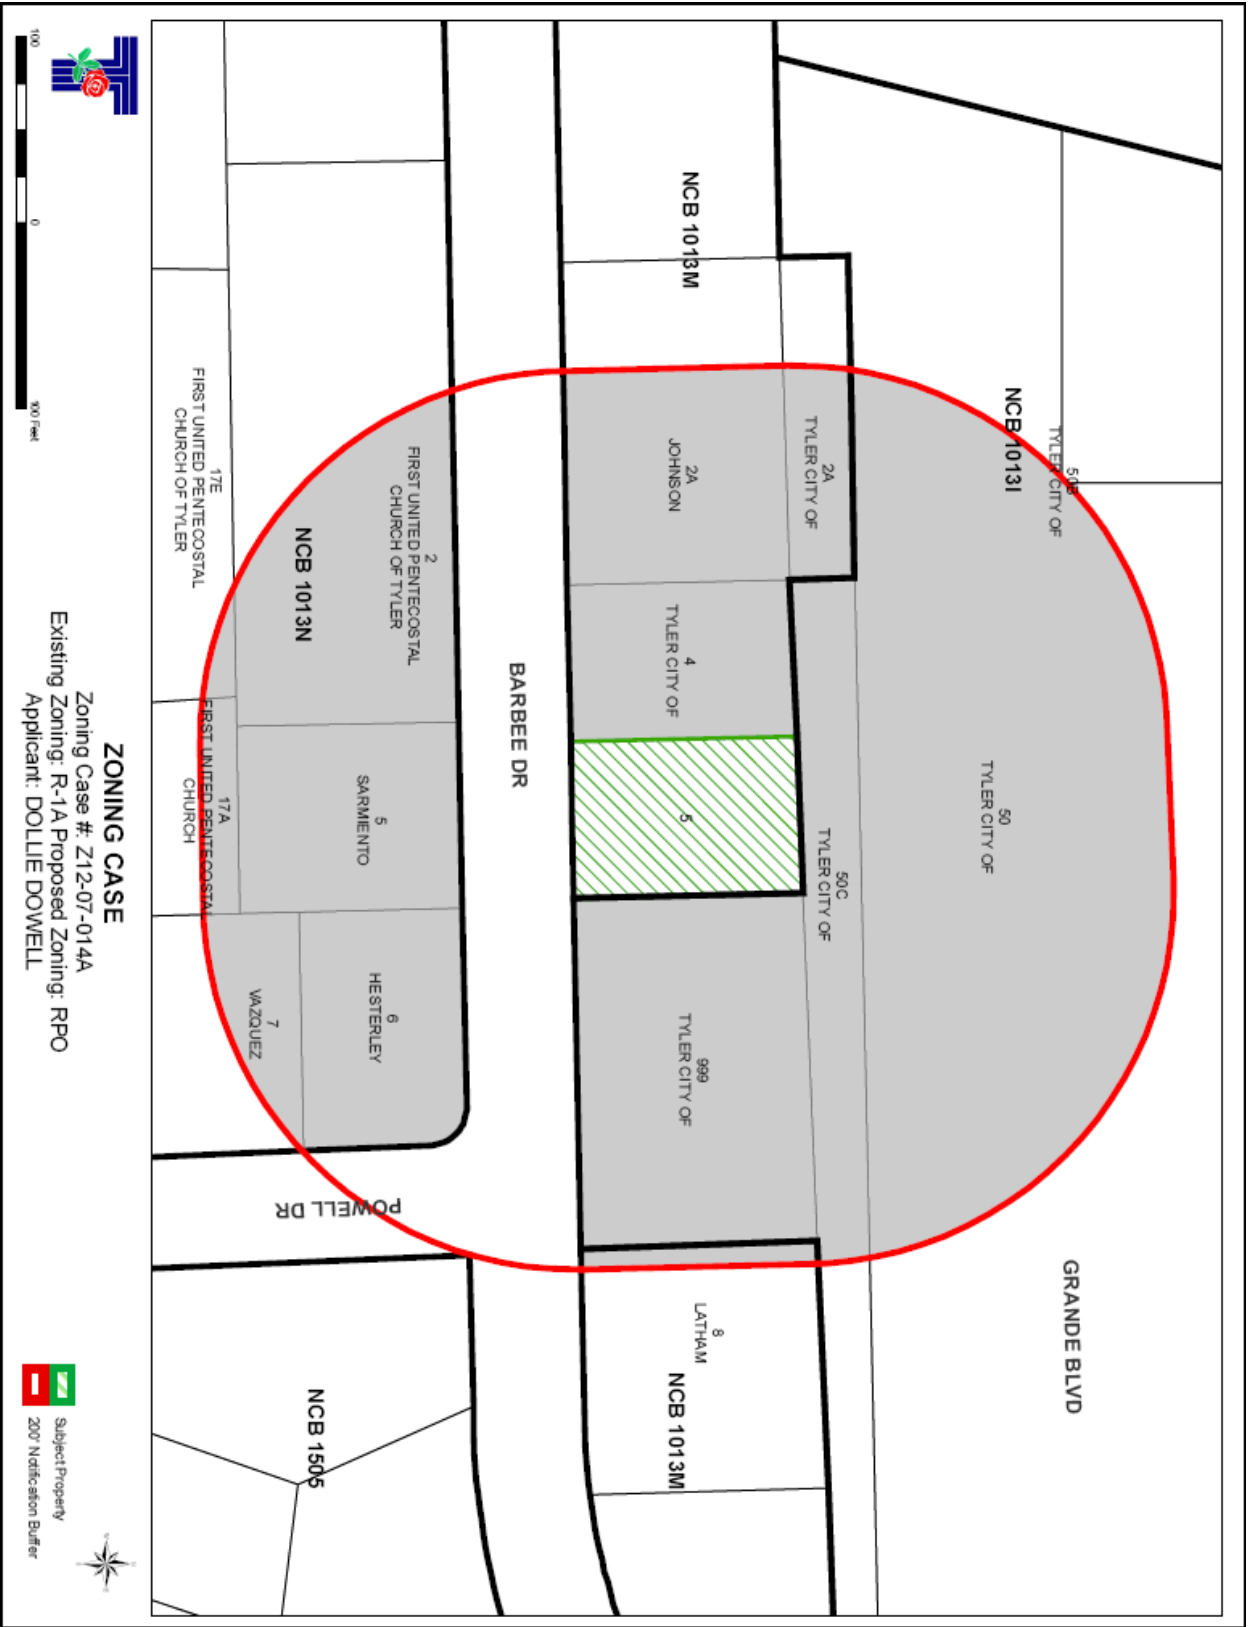 GRANDE BLVD
50B
TYLER CITY OF
NCB 1013I
50
TYLER CITY OF
50C
TYLER CITY OF
2A
TYLER CITY OF
NCB 1013M
2A
JOHNSON
4
TYLER CITY OF
5
999
TYLER CITY OF
8
LATHAM
NCB 1013M
BARBEE DR
2
FIRST UNITED PENTECOSTAL
CHURCH OF TYLER
NCB 1013N
5
SARMIENTO
6
HESTERLEY
7
VAZQUEZ
POWELL DR
NCB 1505
17E
FIRST UNITED PENTECOSTAL
CHURCH OF TYLER
17A
FIRST UNITED PENTECOSTAL
CHURCH
ZONING CASE
Zoning Case #: Z12-07-014A
Existing Zoning: R-1A Proposed Zoning: RPO
Applicant: DOLLIE DOWELL
100
0
100 Feet
Subject Property
200' Notification Buffer